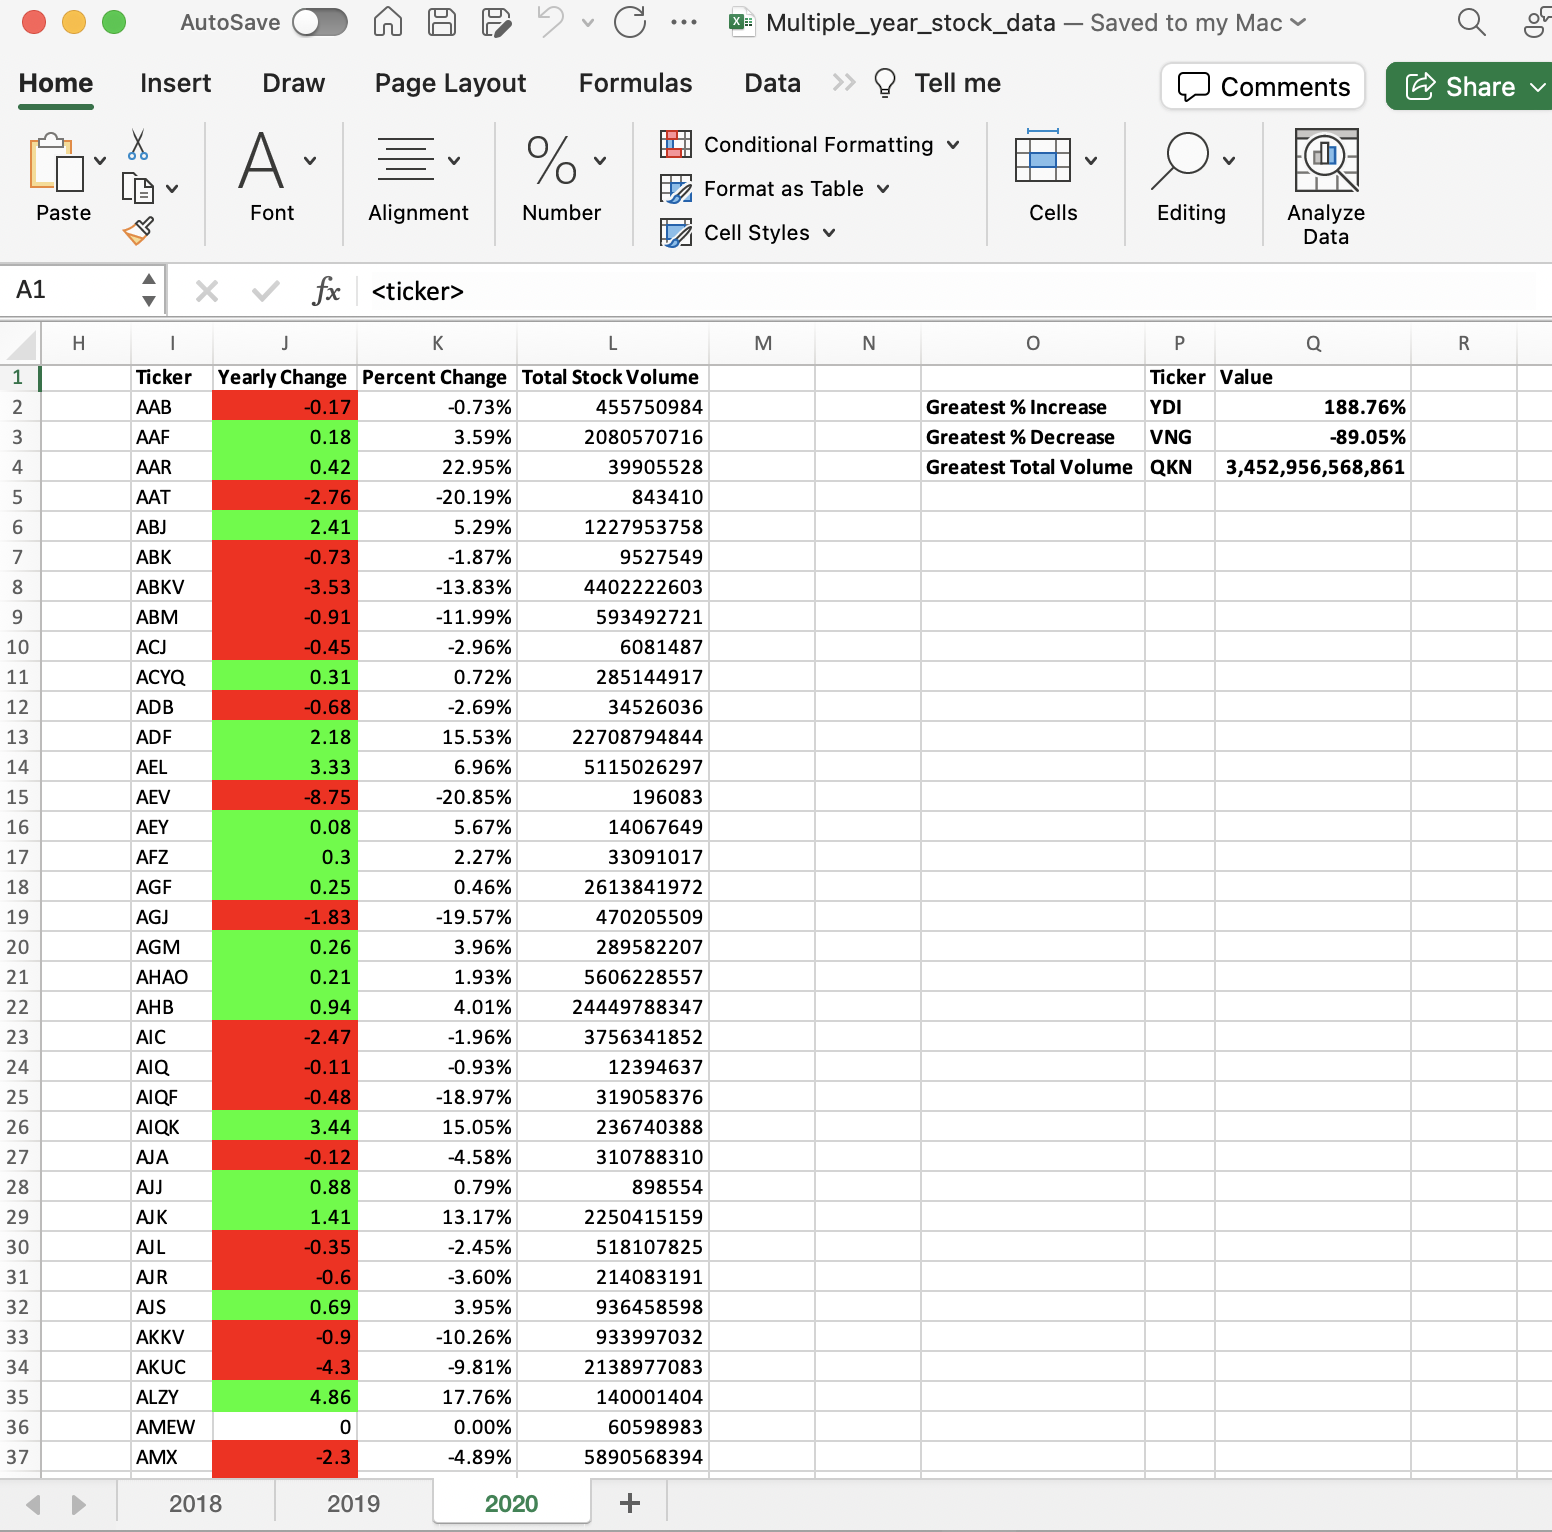 AutoSave Multiple_year_stock_data — Saved to my Mac
Home Insert Draw Page Layout Formulas Data Tell me Comments Share
Paste Font Alignment Number Conditional Formatting Format as Table Cell Styles Cells Editing Analyze Data
A1 fx <ticker>
H I J K L M N O P Q R
1 Ticker Yearly Change Percent Change Total Stock Volume Ticker Value
2 AAB -0.17 -0.73% 455750984 Greatest % Increase YDI 188.76%
3 AAF 0.18 3.59% 2080570716 Greatest % Decrease VNG -89.05%
4 AAR 0.42 22.95% 39905528 Greatest Total Volume QKN 3,452,956,568,861
5 AAT -2.76 -20.19% 843410
6 ABJ 2.41 5.29% 1227953758
7 ABK -0.73 -1.87% 9527549
8 ABKV -3.53 -13.83% 4402222603
9 ABM -0.91 -11.99% 593492721
10 ACJ -0.45 -2.96% 6081487
11 ACYQ 0.31 0.72% 285144917
12 ADB -0.68 -2.69% 34526036
13 ADF 2.18 15.53% 22708794844
14 AEL 3.33 6.96% 5115026297
15 AEV -8.75 -20.85% 196083
16 AEY 0.08 5.67% 14067649
17 AFZ 0.3 2.27% 33091017
18 AGF 0.25 0.46% 2613841972
19 AGJ -1.83 -19.57% 470205509
20 AGM 0.26 3.96% 289582207
21 AHAO 0.21 1.93% 5606228557
22 AHB 0.94 4.01% 24449788347
23 AIC -2.47 -1.96% 3756341852
24 AIQ -0.11 -0.93% 12394637
25 AIQF -0.48 -18.97% 319058376
26 AIQK 3.44 15.05% 236740388
27 AJA -0.12 -4.58% 310788310
28 AJJ 0.88 0.79% 898554
29 AJK 1.41 13.17% 2250415159
30 AJL -0.35 -2.45% 518107825
31 AJR -0.6 -3.60% 214083191
32 AJS 0.69 3.95% 936458598
33 AKKV -0.9 -10.26% 933997032
34 AKUC -4.3 -9.81% 2138977083
35 ALZY 4.86 17.76% 140001404
36 AMEW 0 0.00% 60598983
37 AMX -2.3 -4.89% 5890568394
2018 2019 2020 +